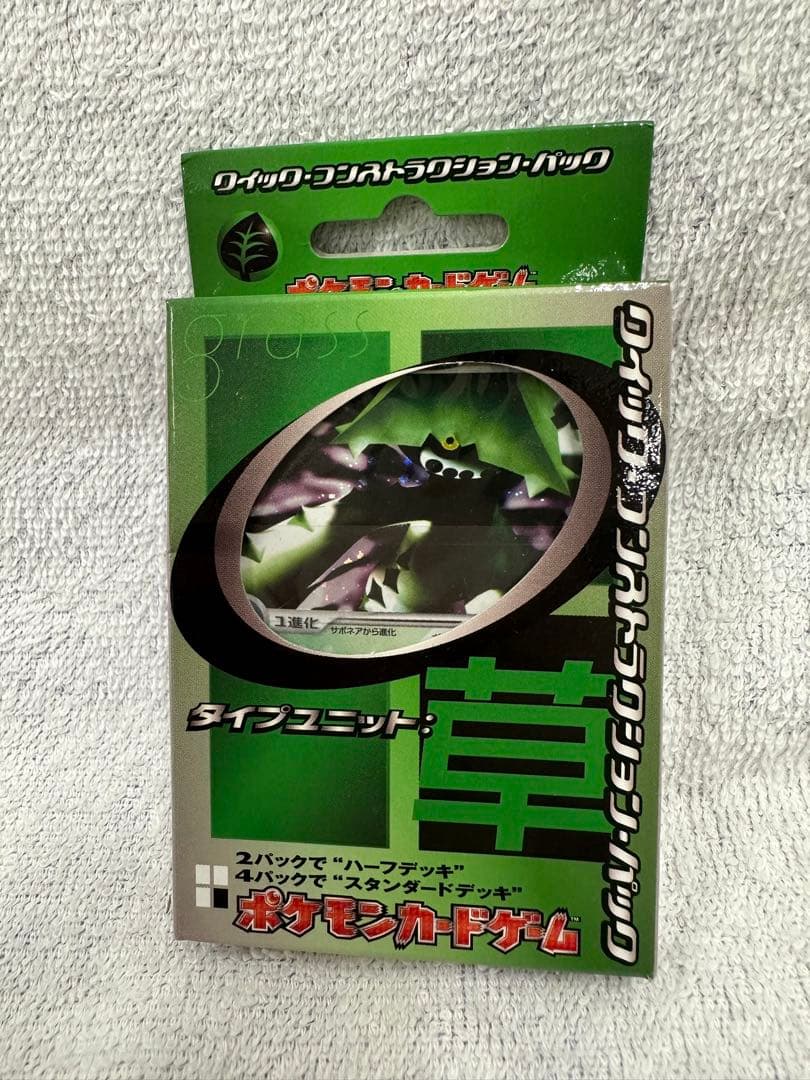 クイック・コンストラクション・パック
ポケモンカードゲーム
grass
クイック・コンストラクション・パック
1進化
サボネアから進化
タイプユニット:
草
2パックで“ハーフデッキ”
4パックで“スタンダードデッキ”
ポケモンカードゲーム™